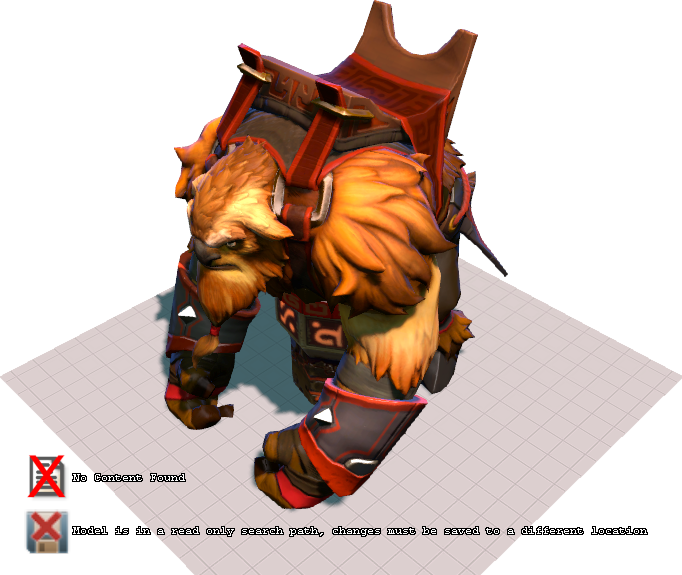 No Content Found
Model is in a read only search path, changes must be saved to a different location